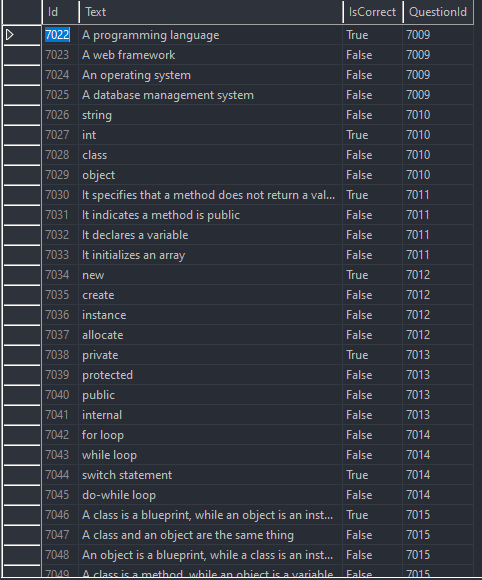 Id Text IsCorrect QuestionId
7022 A programming language True 7009
7023 A web framework False 7009
7024 An operating system False 7009
7025 A database management system False 7009
7026 string False 7010
7027 int True 7010
7028 class False 7010
7029 object False 7010
7030 It specifies that a method does not return a val... True 7011
7031 It indicates a method is public False 7011
7032 It declares a variable False 7011
7033 It initializes an array False 7011
7034 new True 7012
7035 create False 7012
7036 instance False 7012
7037 allocate False 7012
7038 private True 7013
7039 protected False 7013
7040 public False 7013
7041 internal False 7013
7042 for loop False 7014
7043 while loop False 7014
7044 switch statement True 7014
7045 do-while loop False 7014
7046 A class is a blueprint, while an object is an inst... True 7015
7047 A class and an object are the same thing False 7015
7048 An object is a blueprint, while a class is an inst... False 7015
7049 A class is a method, while an object is a variable False 7015